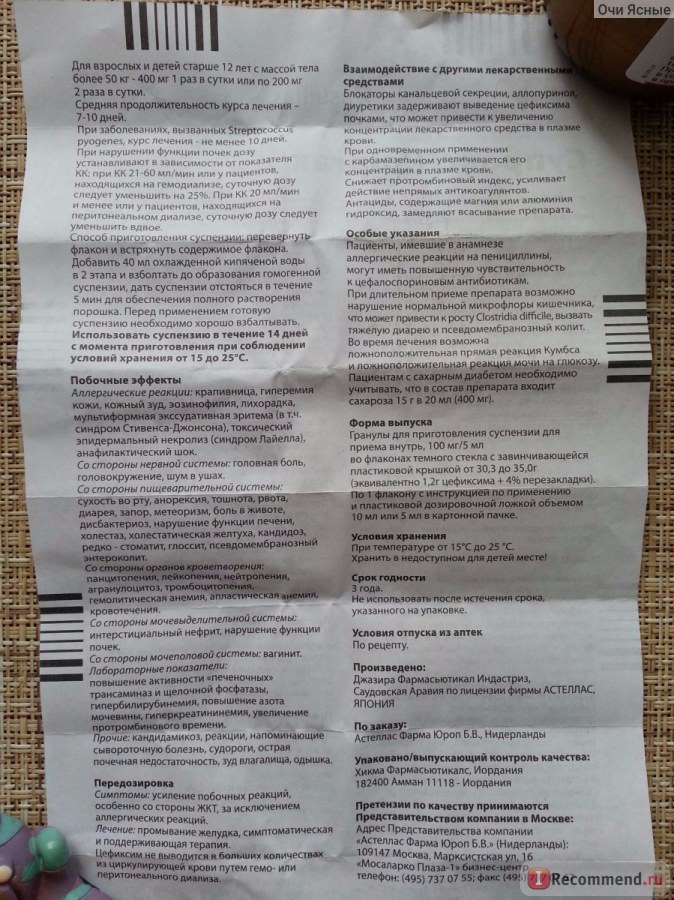 Очи Ясные
Для взрослых и детей старше 12 лет с массой тела
более 50 кг - 400 мг 1 раз в сутки или по 200 мг
2 раза в сутки.
Средняя продолжительность курса лечения –
7-10 дней.
При заболеваниях, вызванных Streptococcus
pyogenes, курс лечения - не менее 10 дней.
При нарушении функции почек дозу
устанавливают в зависимости от показателя
КК: при КК 21-60 мл/мин или у пациентов,
находящихся на гемодиализе, суточную дозу
следует уменьшить на 25%. При КК 20 мл/мин
и менее или у пациентов, находящихся на
перитонеальном диализе, суточную дозу следует
уменьшить вдвое.
Способ приготовления суспензии: перевернуть
флакон и встряхнуть содержимое флакона.
Добавить 40 мл охлажденной кипяченой воды
в 2 этапа и взболтать до образования гомогенной
суспензии, дать суспензии отстояться в течение
5 мин для обеспечения полного растворения
порошка. Перед применением готовую
суспензию необходимо хорошо взбалтывать.
Использовать суспензию в течение 14 дней
с момента приготовления при соблюдении
условий хранения от 15 до 25°С.
Побочные эффекты
Аллергические реакции: крапивница, гиперемия
кожи, кожный зуд, эозинофилия, лихорадка,
мультиформная экссудативная эритема (в т.ч.
синдром Стивенса-Джонсона), токсический
эпидермальный некролиз (синдром Лайелла),
анафилактический шок.
Со стороны нервной системы: головная боль,
головокружение, шум в ушах.
Со стороны пищеварительной системы:
сухость во рту, анорексия, тошнота, рвота,
диарея, запор, метеоризм, боль в животе,
дисбактериоз, нарушение функции печени,
холестаз, холестатическая желтуха, кандидоз,
редко - стоматит, глоссит, псевдомембранозный
энтероколит.
Со стороны органов кроветворения:
панцитопения, лейкопения, нейтропения,
агранулоцитоз, тромбоцитопения,
гемолитическая анемия, апластическая анемия,
кровотечения.
Со стороны мочевыделительной системы:
интерстициальный нефрит, нарушение функции
почек.
Со стороны мочеполовой системы: вагинит.
Лабораторные показатели:
повышение активности «печеночных»
трансаминаз и щелочной фосфатазы,
гипербилирубинемия, повышение азота
мочевины, гиперкреатининемия, увеличение
протромбинового времени.
Прочие: кандидамикоз, реакции, напоминающие
сывороточную болезнь, судороги, острая
почечная недостаточность, зуд влагалища, одышка.
Передозировка
Симптомы: усиление побочных реакций,
особенно со стороны ЖКТ, за исключением
аллергических реакций.
Лечение: промывание желудка, симптоматическая
и поддерживающая терапия.
Цефиксим не выводится в больших количествах
из циркулирующей крови путем гемо- или
перитонеального диализа.
Взаимодействие с другими лекарственными
средствами
Блокаторы канальцевой секреции, аллопуринол,
диуретики задерживают выведение цефиксима
почками, что может привести к увеличению
концентрации лекарственного средства в плазме
крови.
При одновременном применении
с карбамазепином увеличивается его
концентрация в плазме крови.
Снижает протромбиновый индекс, усиливает
действие непрямых антикоагулянтов.
Антациды, содержащие магния или алюминия
гидроксид, замедляют всасывание препарата.
Особые указания
Пациенты, имевшие в анамнезе
аллергические реакции на пенициллины,
могут иметь повышенную чувствительность
к цефалоспориновым антибиотикам.
При длительном приеме препарата возможно
нарушение нормальной микрофлоры кишечника,
что может привести к росту Clostridia difficile, вызвать
тяжелую диарею и псевдомембранозный колит.
Во время лечения возможна
ложноположительная прямая реакция Кумбса
и ложноположительная реакция мочи на глюкозу.
Пациентам с сахарным диабетом необходимо
учитывать, что в состав препарата входит
сахароза 15 г в 20 мл (400 мг).
Форма выпуска
Гранулы для приготовления суспензии для
приема внутрь, 100 мг/5 мл
во флаконах темного стекла с завинчивающейся
пластиковой крышкой от 30,3 до 35,0г
(эквивалентно 1,2г цефиксима + 4% перезакладки).
По 1 флакону с инструкцией по применению
и пластиковой дозировочной ложкой объемом
10 мл или 5 мл в картонной пачке.
Условия хранения
При температуре от 15°С до 25 °С.
Хранить в недоступном для детей месте!
Срок годности
3 года.
Не использовать после истечения срока,
указанного на упаковке.
Условия отпуска из аптек
По рецепту.
Произведено:
Джазира Фармасьютикал Индастриз,
Саудовская Аравия по лицензии фирмы АСТЕЛЛАС,
ЯПОНИЯ
По заказу:
Астеллас Фарма Юроп Б.В., Нидерланды
Упаковано/выпускающий контроль качества:
Хикма Фармасьютикалс, Иордания
182400 Амман 11118 - Иордания
Претензии по качеству принимаются
Представительством компании в Москве:
Адрес Представительства компании
«Астеллас Фарма Юроп Б.В.» (Нидерланды):
109147 Москва, Марксистская ул. 16
«Мосаларко Плаза-1» бизнес-центр
телефон: (495) 737 07 55; факс (495)
Recommend.ru